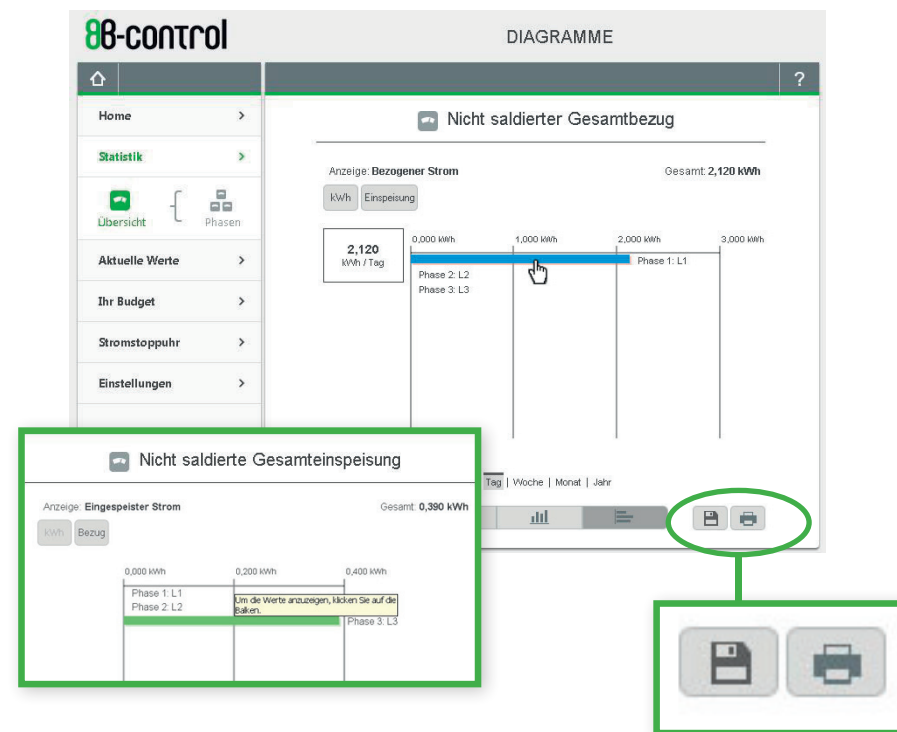 BB-control
DIAGRAMME
?
Home
Nicht saldierter Gesamtbezug
Statistik
Anzeige: Bezogener Strom
Gesamt: 2,120 kWh
kWh
Einspeisung
Übersicht
Phasen
2,120
kWh / Tag
0,000 kWh
1,000 kWh
2,000 kWh
3,000 kWh
Phase 1: L1
Phase 2: L2
Phase 3: L3
Aktuelle Werte
Ihr Budget
Stromstoppuhr
Einstellungen
Tag | Woche | Monat | Jahr
Nicht saldierte Gesamteinspeisung
Anzeige: Eingespeister Strom
Gesamt: 0,390 kWh
kWh
Bezug
0,000 kWh
0,200 kWh
0,400 kWh
Phase 1: L1
Phase 2: L2
Um die Werte anzuzeigen, klicken Sie auf die
Balken.
Phase 3: L3